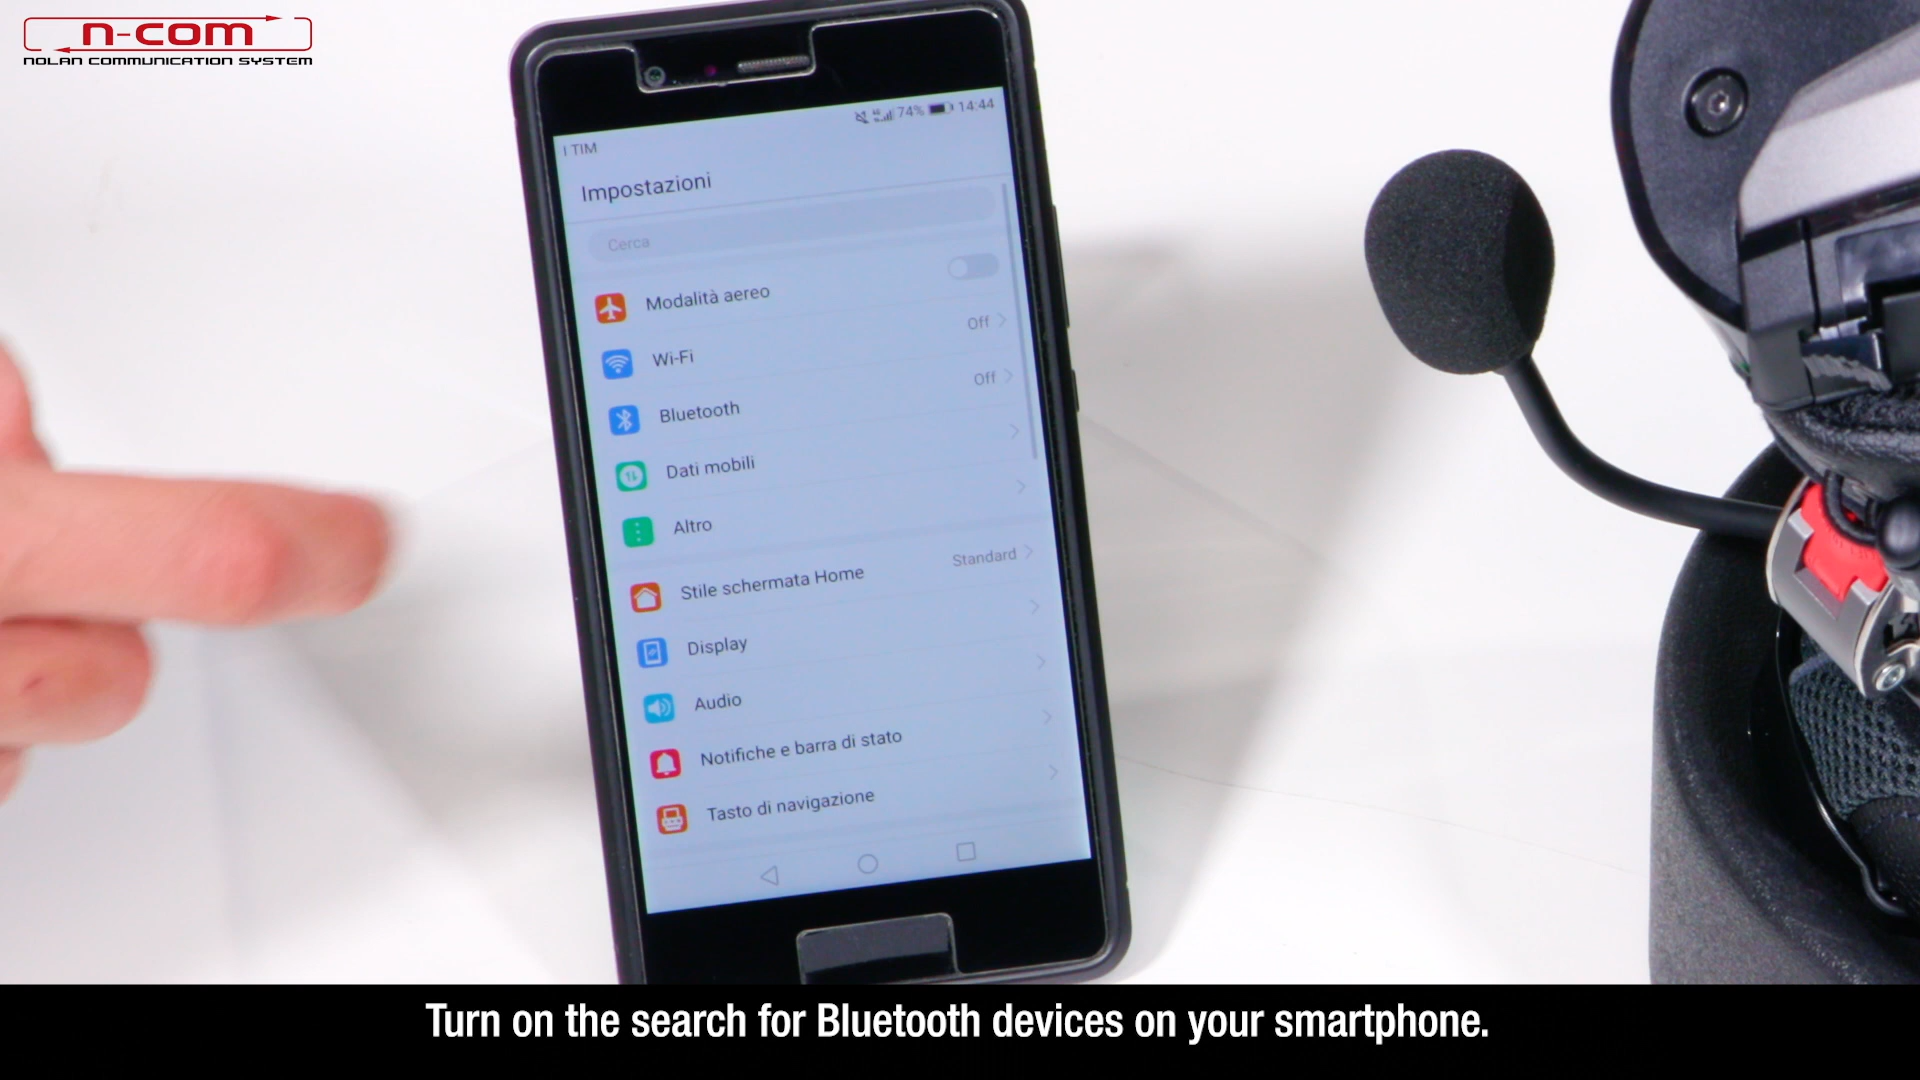 n-com
NOLAN COMMUNICATION SYSTEM
74% 14:44
TIM
Impostazioni
Cerca
Modalità aereo
Wi-Fi Off
Bluetooth Off
Dati mobili
Altro
Stile schermata Home Standard
Display
Audio
Notifiche e barra di stato
Tasto di navigazione
Turn on the search for Bluetooth devices on your smartphone.